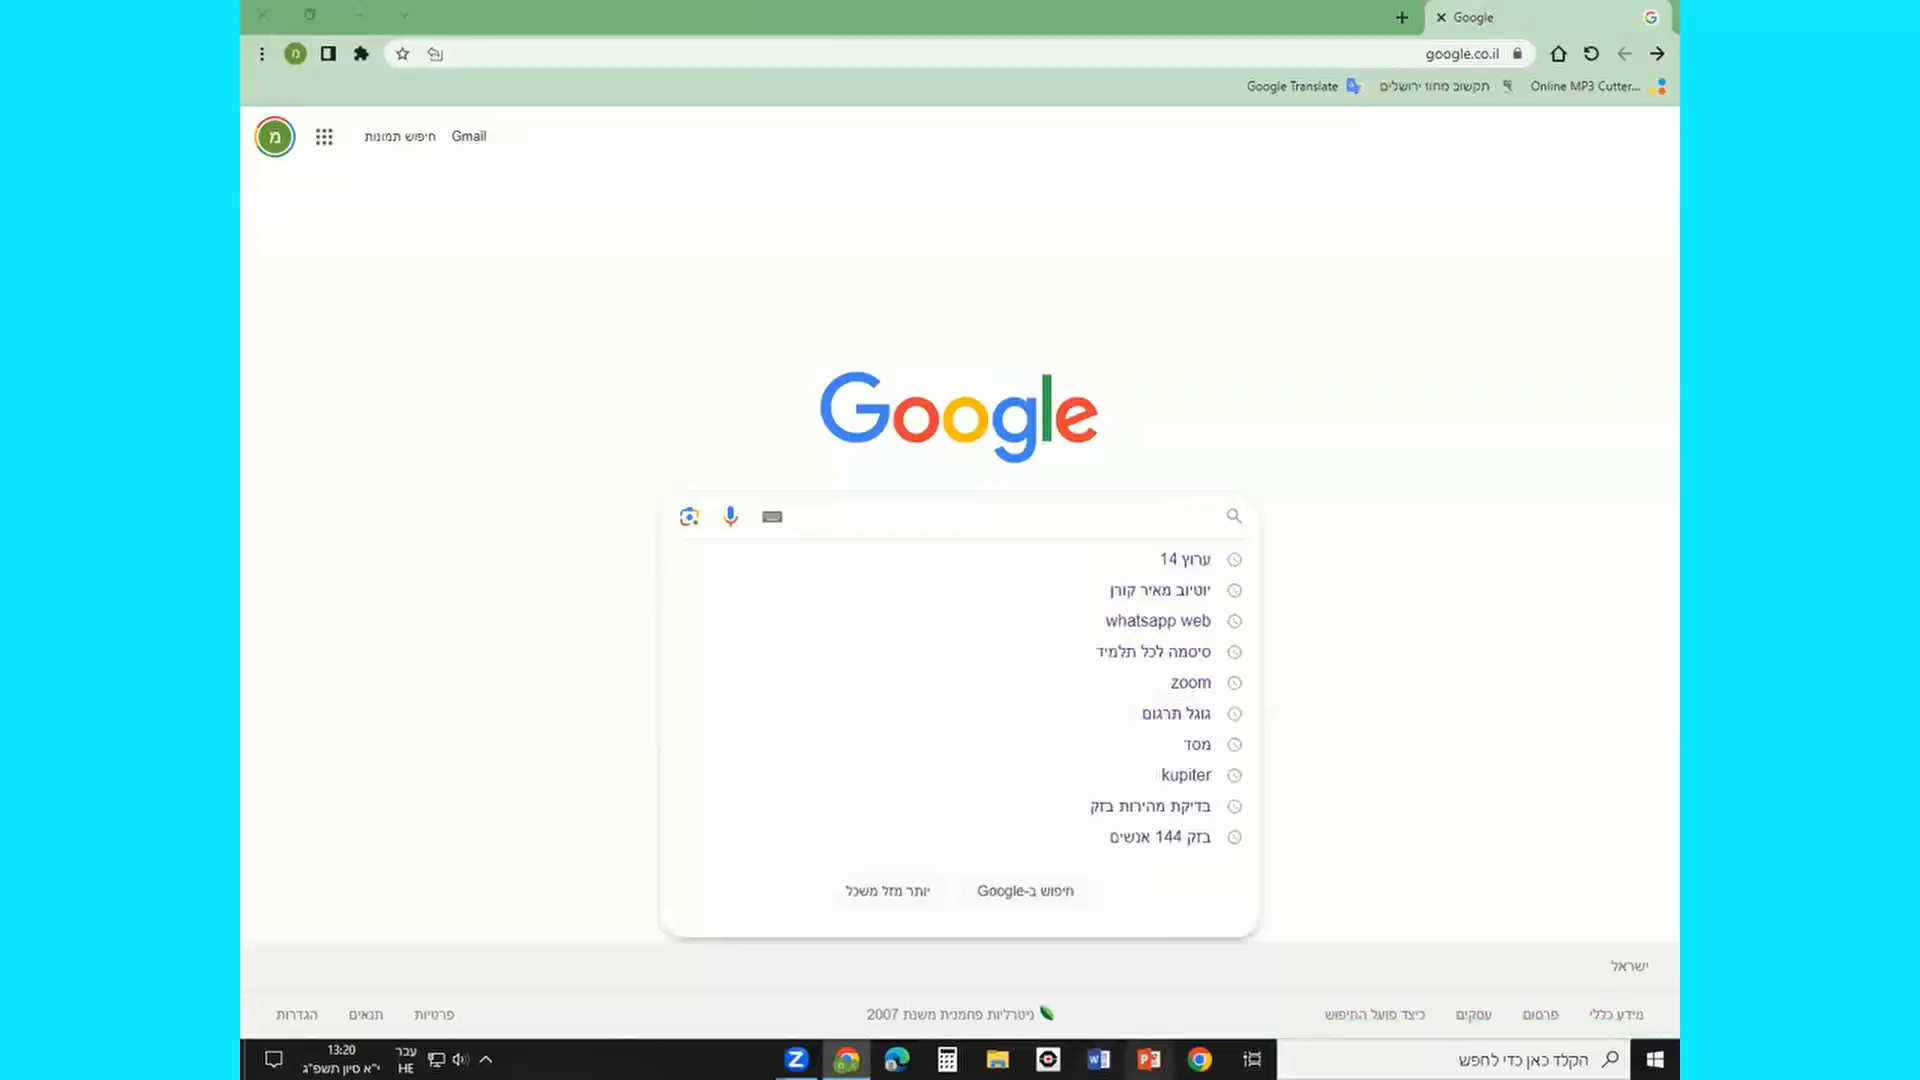 Google
google.co.il
Online MP3 Cutter... תקשוב מחוז ירושלים Google Translate
Gmail חיפוש תמונות
מ
Google
ערוץ 14
יוטיוב מאיר קורן
whatsapp web
סיסמה לכל תלמיד
zoom
גוגל תרגום
מסד
kupiter
בדיקת מהירות בזק
בזק 144 אנשים
חיפוש ב-Google יותר מזל משכל
ישראל
מידע כללי פרסום עסקים כיצד פועל החיפוש ניטרליות פחמנית משנת 2007 פרטיות תנאים הגדרות
הקלד כאן כדי לחפש
עבר
HE
13:20
י"א סיון תשפ"ג